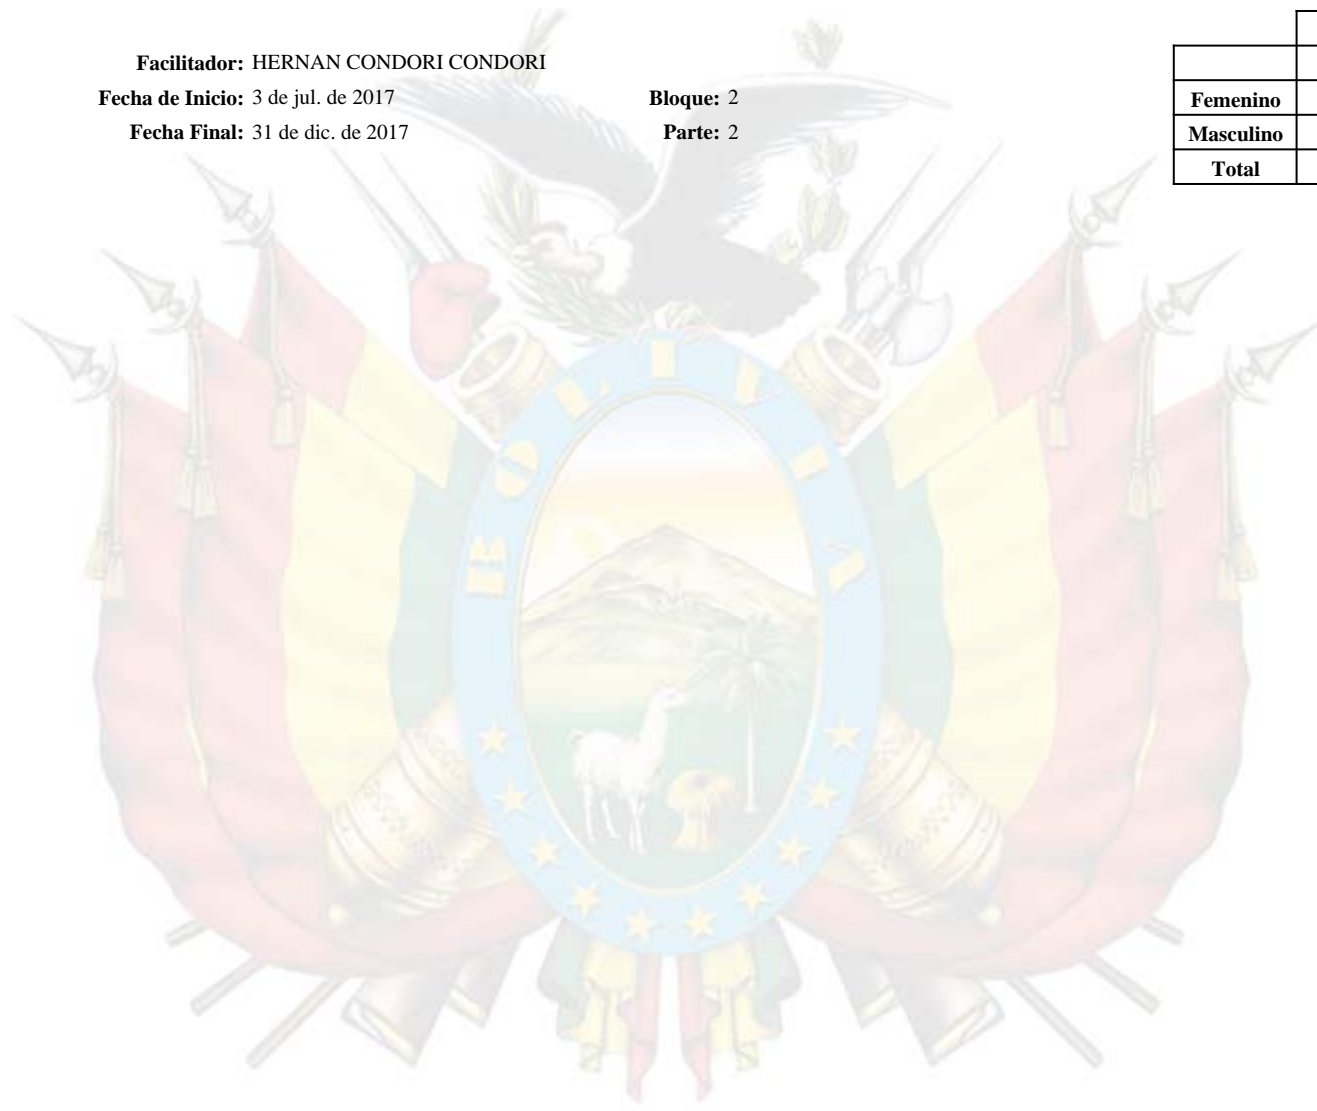 Facilitador: HERNAN CONDORI CONDORI
Fecha de Inicio: 3 de jul. de 2017 Bloque: 2
Fecha Final: 31 de dic. de 2017 Parte: 2
Femenino
Masculino
Total
BOLIVIA